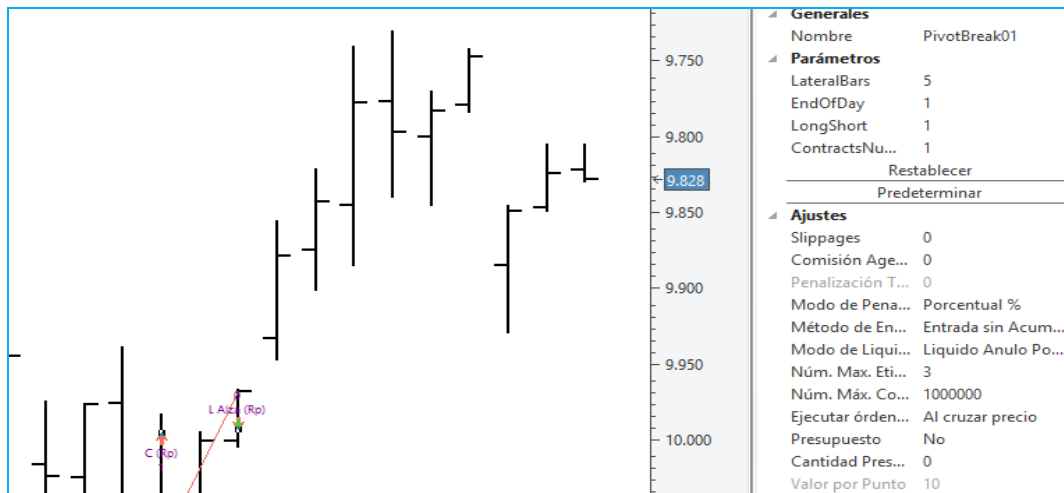 9.750
9.800
9.828
9.850
9.900
9.950
10.000
L Alza (Rp)
C (Rp)
Generales
Nombre PivotBreak01
Parámetros
LateralBars 5
EndOfDay 1
LongShort 1
ContractsNu... 1
Restablecer
Predeterminar
Ajustes
Slippages 0
Comisión Age... 0
Penalización T... 0
Modo de Pena... Porcentual %
Método de En... Entrada sin Acum...
Modo de Liqui... Liquido Anulo Po...
Núm. Max. Eti... 3
Núm. Máx. Co... 1000000
Ejecutar órden... Al cruzar precio
Presupuesto No
Cantidad Pres... 0
Valor por Punto 10